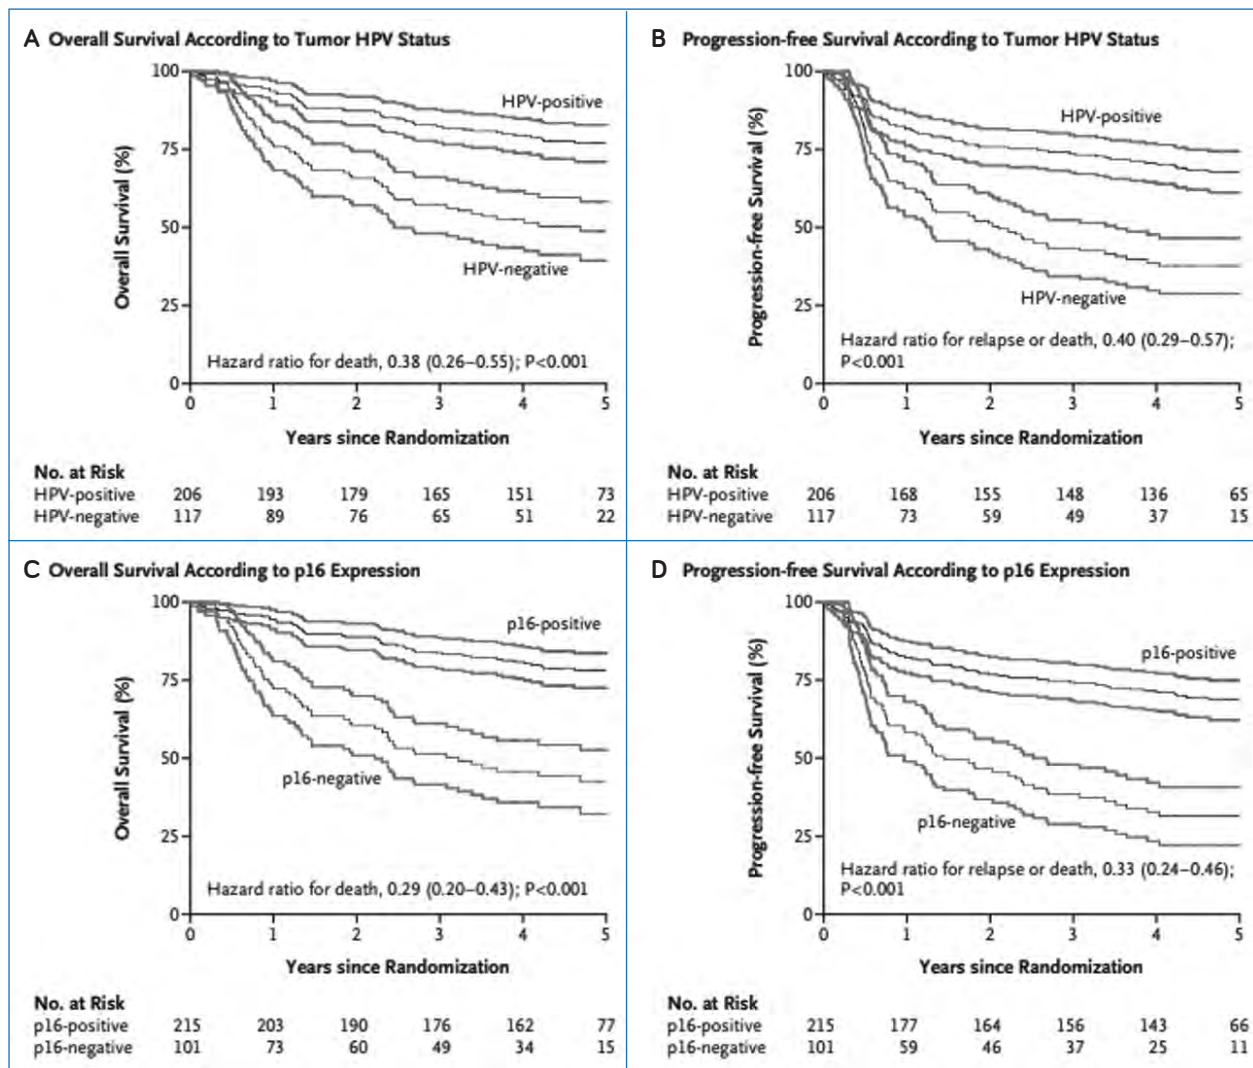 A Overall Survival According to Tumor HPV Status
100
75
50
25
0
Overall Survival (%)
HPV-positive
HPV-negative
Hazard ratio for death, 0.38 (0.26–0.55); P<0.001
0 1 2 3 4 5
Years since Randomization
No. at Risk
HPV-positive 206 193 179 165 151 73
HPV-negative 117 89 76 65 51 22
B Progression-free Survival According to Tumor HPV Status
100
75
50
25
0
Progression-free Survival (%)
HPV-positive
HPV-negative
Hazard ratio for relapse or death, 0.40 (0.29–0.57);
P<0.001
0 1 2 3 4 5
Years since Randomization
No. at Risk
HPV-positive 206 168 155 148 136 65
HPV-negative 117 73 59 49 37 15
C Overall Survival According to p16 Expression
100
75
50
25
0
Overall Survival (%)
p16-positive
p16-negative
Hazard ratio for death, 0.29 (0.20–0.43); P<0.001
0 1 2 3 4 5
Years since Randomization
No. at Risk
p16-positive 215 203 190 176 162 77
p16-negative 101 73 60 49 34 15
D Progression-free Survival According to p16 Expression
100
75
50
25
0
Progression-free Survival (%)
p16-positive
p16-negative
Hazard ratio for relapse or death, 0.33 (0.24–0.46);
P<0.001
0 1 2 3 4 5
Years since Randomization
No. at Risk
p16-positive 215 177 164 156 143 66
p16-negative 101 59 46 37 25 11